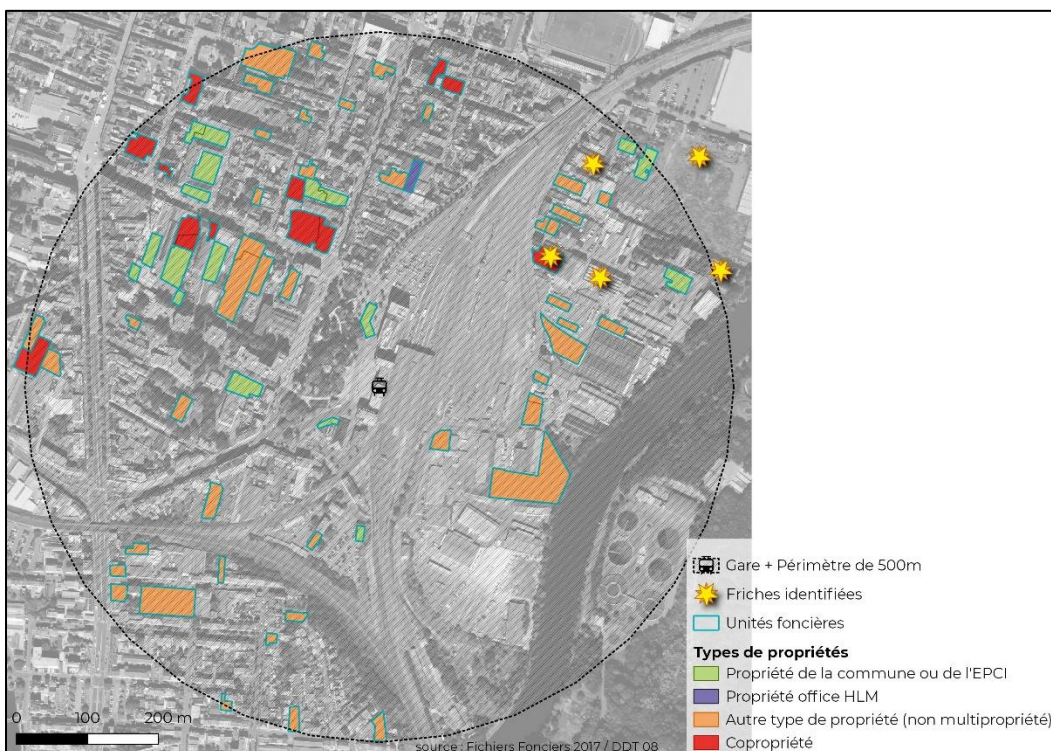 Gare + Périmètre de 500m
Friches identifiées
Unités foncières
Types de propriétés
Propriété de la commune ou de l'EPCI
Propriété office HLM
Autre type de propriété (non multipropriété)
Copropriété
0 100 200 m
source : Fichiers Fonciers 2017 / DDT 08